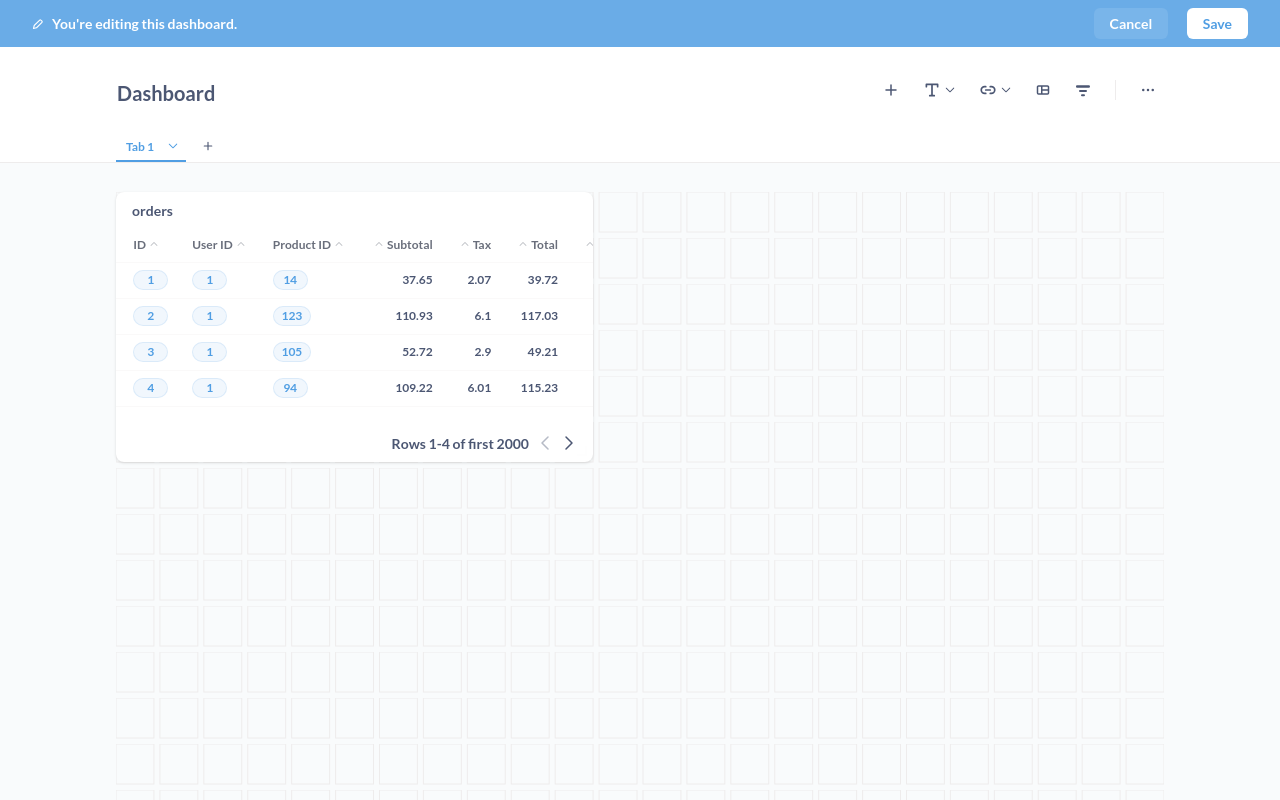 You're editing this dashboard.
Cancel
Save
Dashboard
Tab 1
orders
ID User ID Product ID Subtotal Tax Total
1 1 14 37.65 2.07 39.72
2 1 123 110.93 6.1 117.03
3 1 105 52.72 2.9 49.21
4 1 94 109.22 6.01 115.23
Rows 1-4 of first 2000